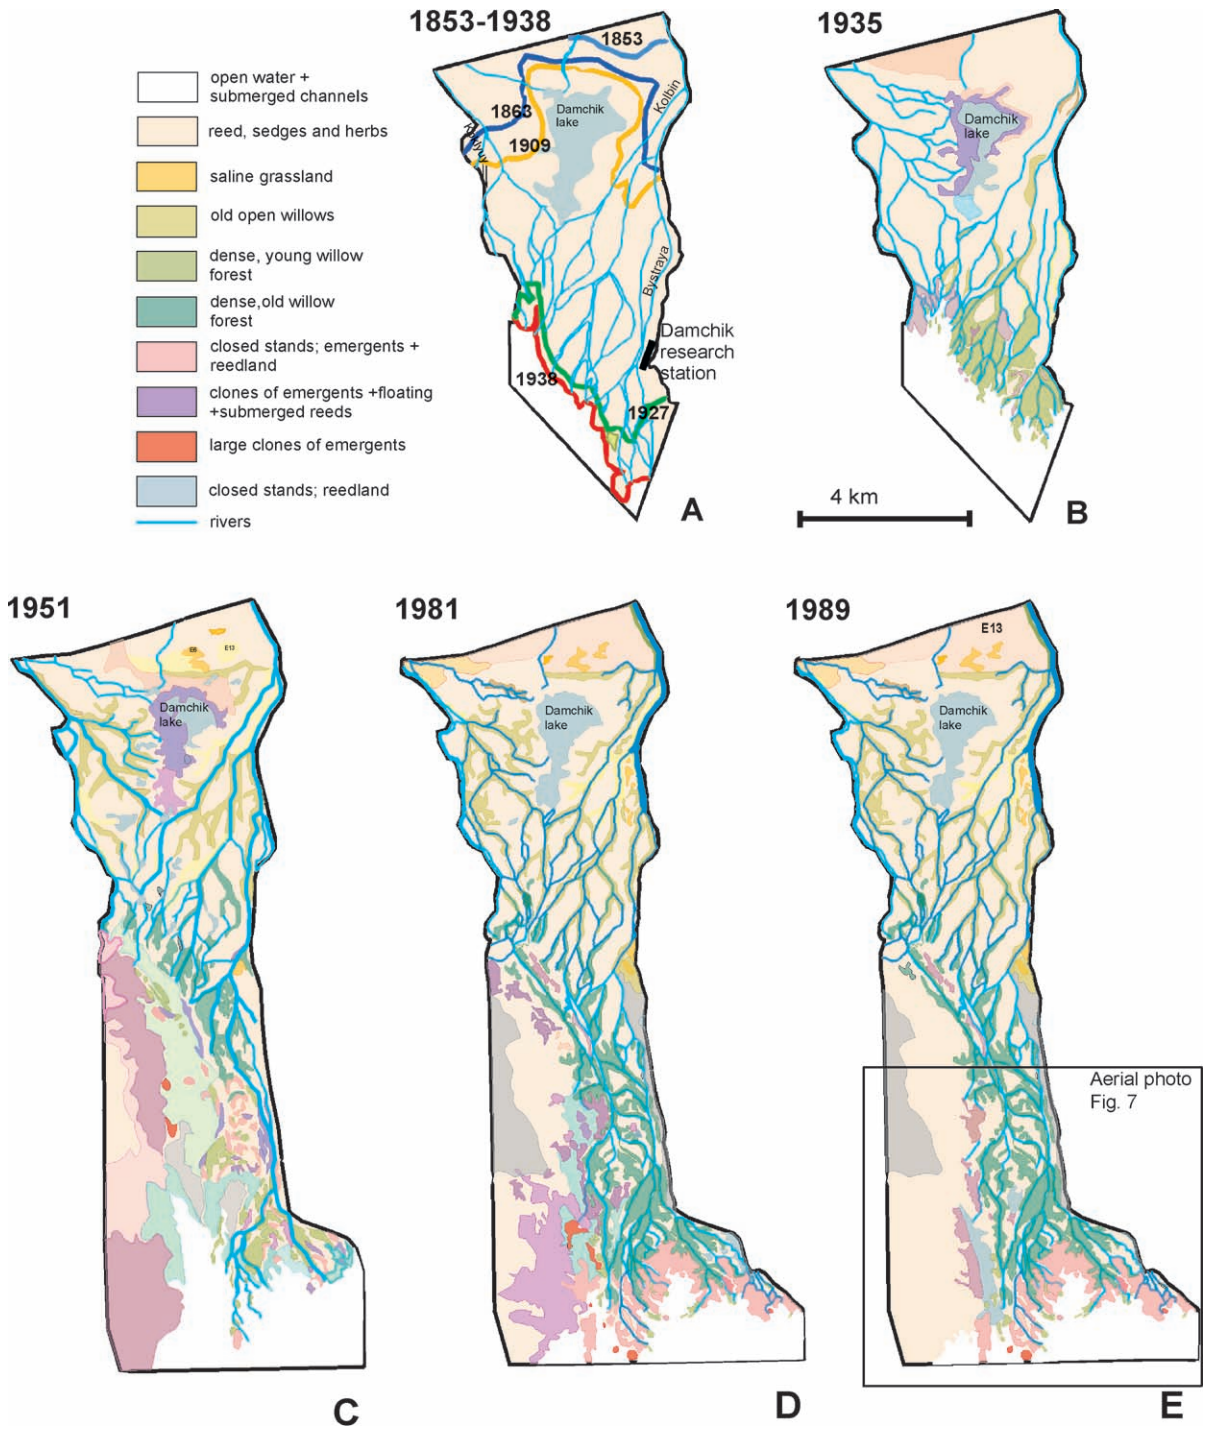 1853-1938
1935
open water +
submerged channels
reed, sedges and herbs
saline grassland
old open willows
dense, young willow
forest
dense,old willow
forest
closed stands; emergents +
reedland
clones of emergents +floating
+submerged reeds
large clones of emergents
closed stands; reedland
rivers
1853
1863
1909
Damchik
lake
Kolbin
Bystraya
Damchik
research
station
1938
1927
A
Damchik
lake
4 km
B
1951
1981
1989
E13
Damchik
lake
C
Damchik
lake
D
E13
Damchik
lake
Aerial photo
Fig. 7
E